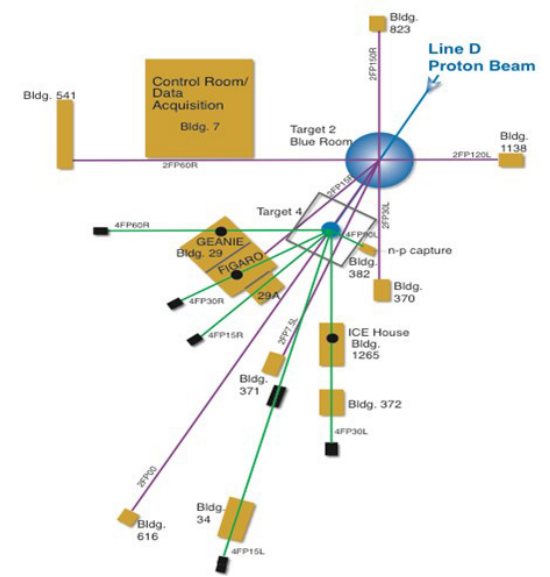 Bldg.
823
Line D
Proton Beam
2FP150R
Bldg. 541
Control Room/
Data
Acquisition
Bldg. 7
Target 2
Blue Room
Bldg.
1138
2FP120L
2FP60R
2FP15R
2FP30L
Target 4
4FP60R
4FP90L
GEANIE
Bldg. 29
n-p capture
FIGARO
Bldg.
382
29A
Bldg.
370
4FP30R
4FP15R
2FP7.5L
ICE House
Bldg.
1265
Bldg.
371
Bldg. 372
4FP30L
2FP00
Bldg.
616
Bldg.
34
4FP15L